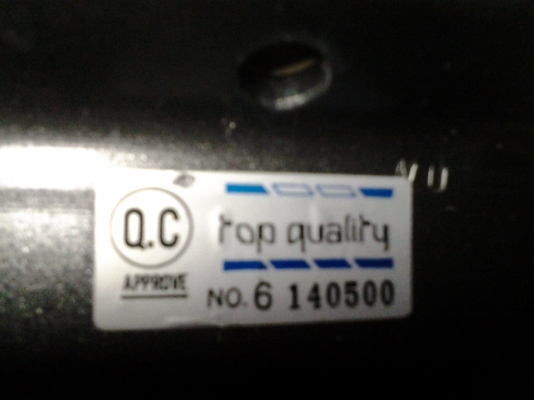 Q.C
APPROVE
top quality
NO. 6 140500